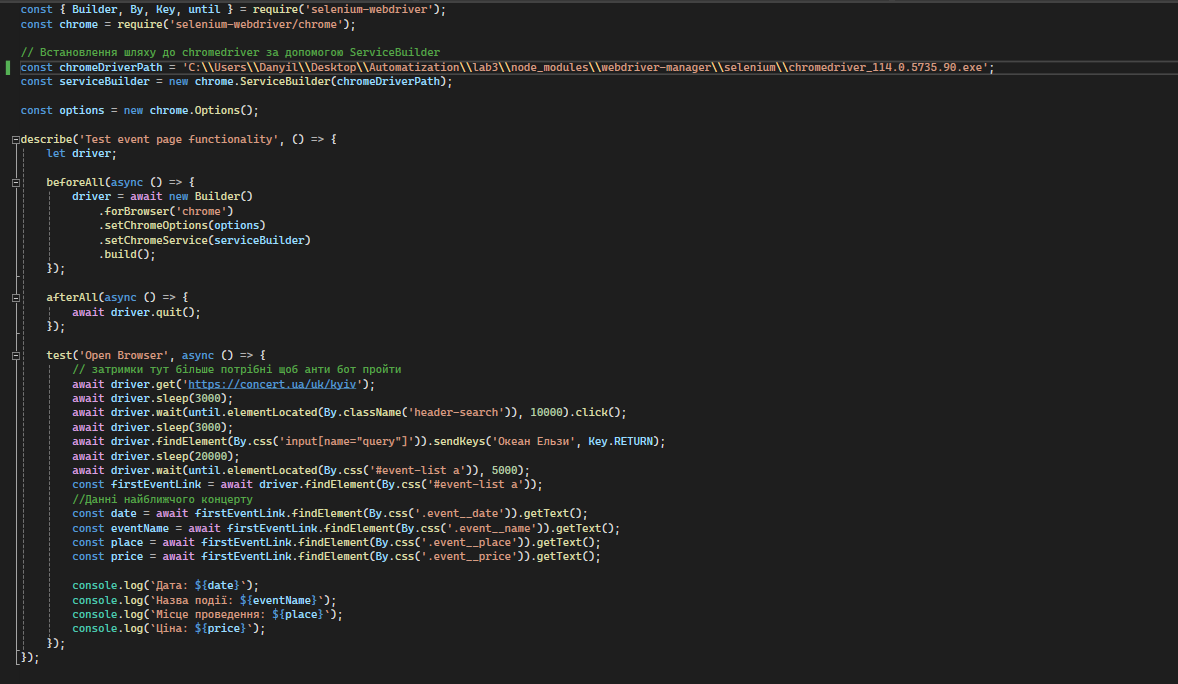 const { Builder, By, Key, until } = require('selenium-webdriver');
const chrome = require('selenium-webdriver/chrome');
// Встановлення шляху до chromedriver за допомогою ServiceBuilder
const chromeDriverPath = 'C:\\Users\\Danyil\\Desktop\\Automatization\\lab3\\node_modules\\webdriver-manager\\selenium\\chromedriver_114.0.5735.90.exe';
const serviceBuilder = new chrome.ServiceBuilder(chromeDriverPath);
const options = new chrome.Options();
describe('Test event page functionality', () => {
let driver;
beforeAll(async () => {
driver = await new Builder()
.forBrowser('chrome')
.setChromeOptions(options)
.setChromeService(serviceBuilder)
.build();
});
afterAll(async () => {
await driver.quit();
});
test('Open Browser', async () => {
// затримки тут більше потрібні щоб анти бот пройти
await driver.get('https://concert.ua/uk/kyiv');
await driver.sleep(3000);
await driver.wait(until.elementLocated(By.className('header-search')), 10000).click();
await driver.sleep(3000);
await driver.findElement(By.css('input[name="query"]')).sendKeys('Океан Ельзи', Key.RETURN);
await driver.sleep(20000);
await driver.wait(until.elementLocated(By.css('#event-list a')), 5000);
const firstEventLink = await driver.findElement(By.css('#event-list a'));
//Данні найближчого концерту
const date = await firstEventLink.findElement(By.css('.event__date')).getText();
const eventName = await firstEventLink.findElement(By.css('.event__name')).getText();
const place = await firstEventLink.findElement(By.css('.event__place')).getText();
const price = await firstEventLink.findElement(By.css('.event__price')).getText();
console.log(`Дата: ${date}`);
console.log(`Назва події: ${eventName}`);
console.log(`Місце проведення: ${place}`);
console.log(`Ціна: ${price}`);
});
});